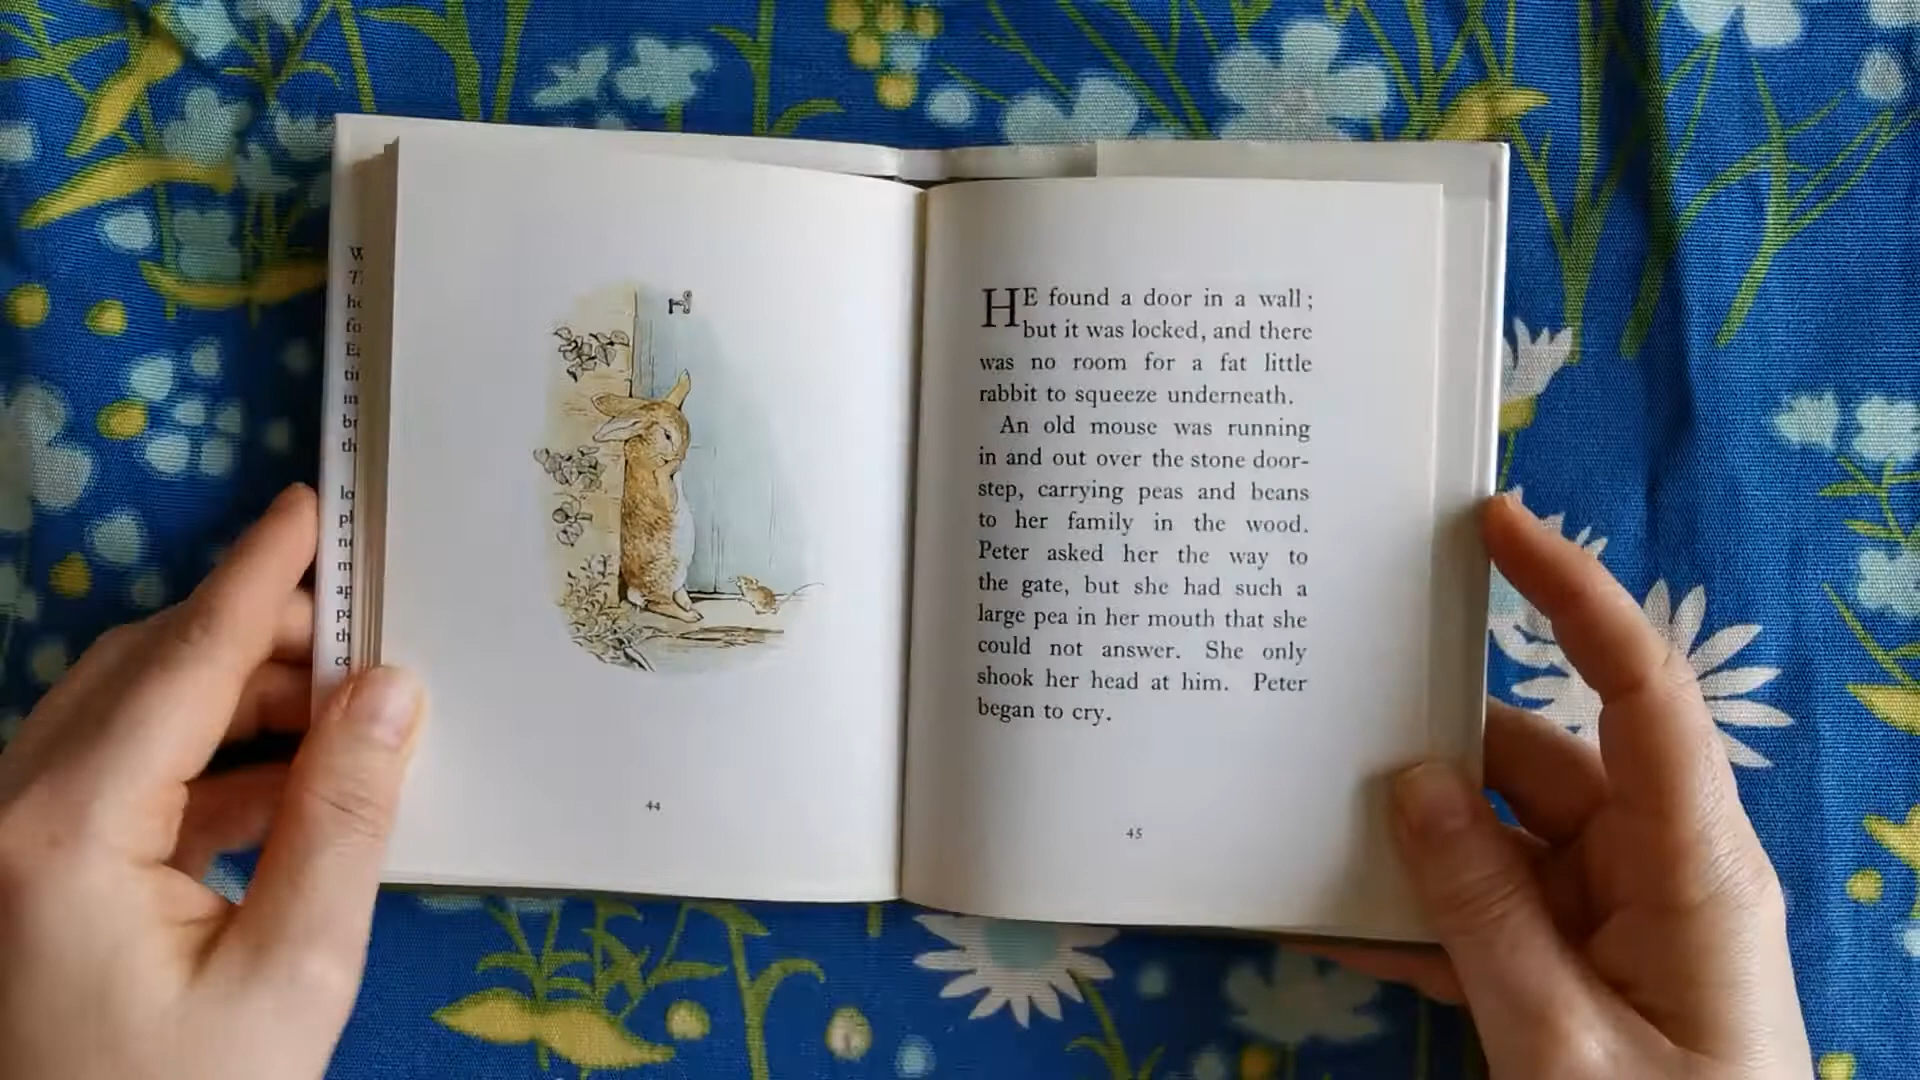 44
HE found a door in a wall;
but it was locked, and there
was no room for a fat little
rabbit to squeeze underneath.
An old mouse was running
in and out over the stone door-
step, carrying peas and beans
to her family in the wood.
Peter asked her the way to
the gate, but she had such a
large pea in her mouth that she
could not answer. She only
shook her head at him. Peter
began to cry.
45